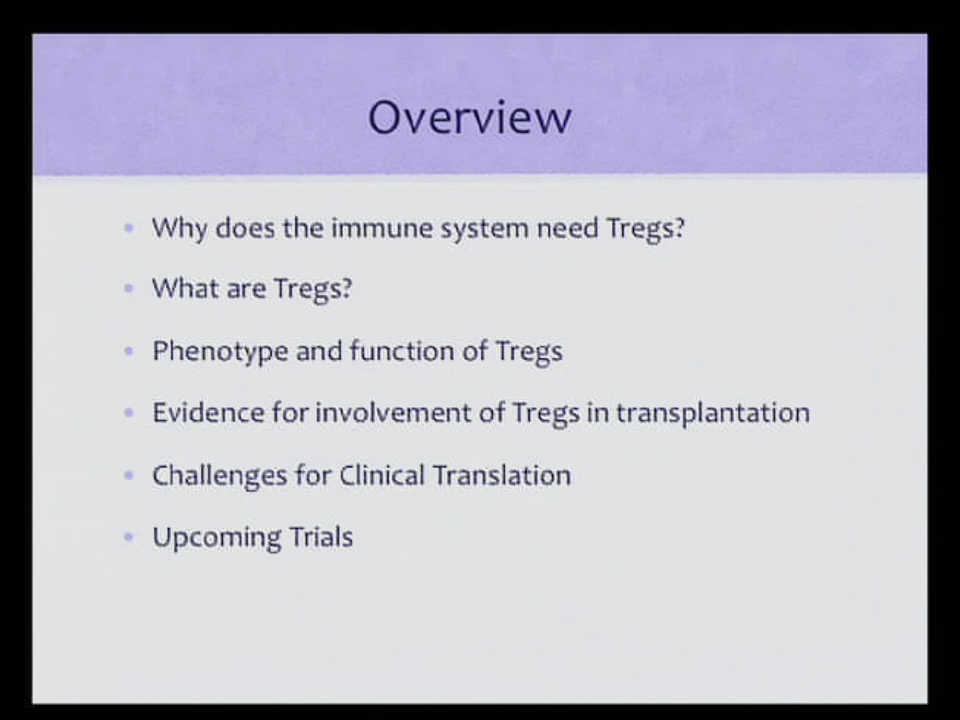 Overview
• Why does the immune system need Tregs?
• What are Tregs?
• Phenotype and function of Tregs
• Evidence for involvement of Tregs in transplantation
• Challenges for Clinical Translation
• Upcoming Trials